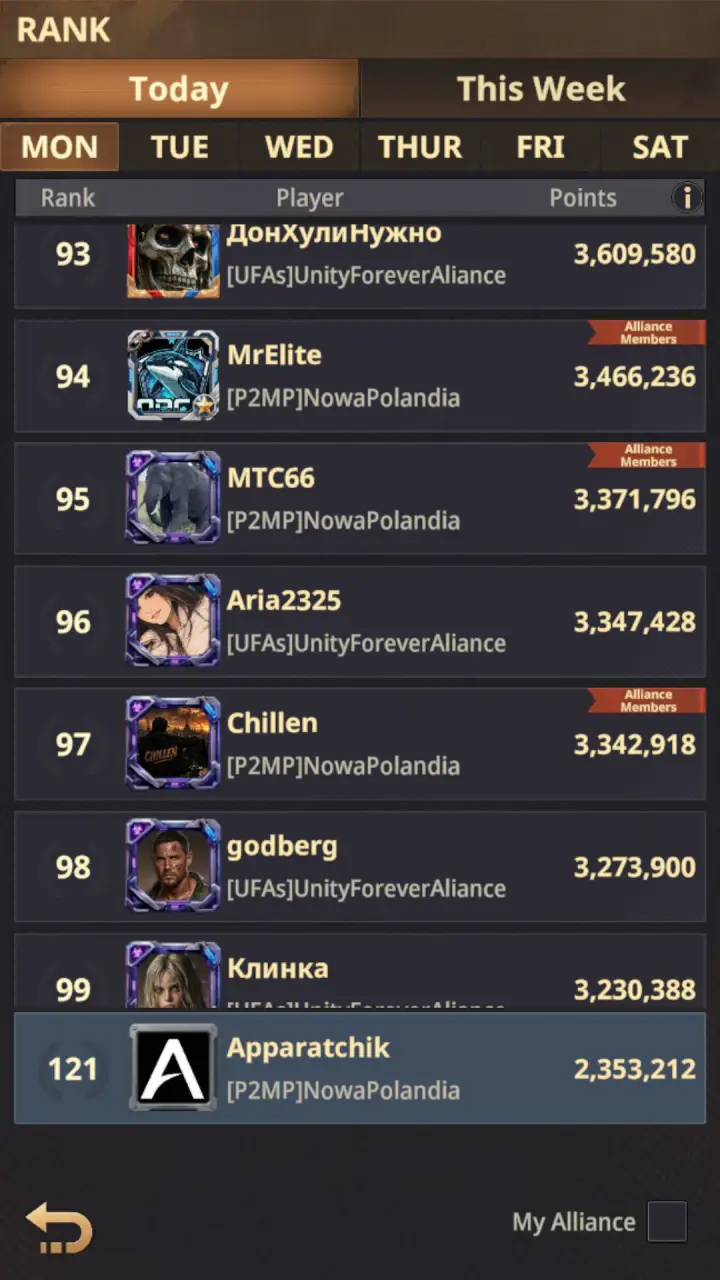 RANK
Today
This Week
MON
TUE
WED
THUR
FRI
SAT
Rank
Player
Points
i
93
ДонХулиНужно
3,609,580
[UFAs]UnityForeverAliance
Alliance
Members
94
MrElite
3,466,236
[P2MP]NowaPolandia
Alliance
Members
95
MTC66
3,371,796
[P2MP]NowaPolandia
96
Aria2325
3,347,428
[UFAs]UnityForeverAliance
Alliance
Members
97
CHILLEN
Chillen
3,342,918
[P2MP]NowaPolandia
98
godberg
3,273,900
[UFAs]UnityForeverAliance
99
Клинка
3,230,388
[UFAs]UnityForeverAliance
121
A
Apparatchik
2,353,212
[P2MP]NowaPolandia
My Alliance